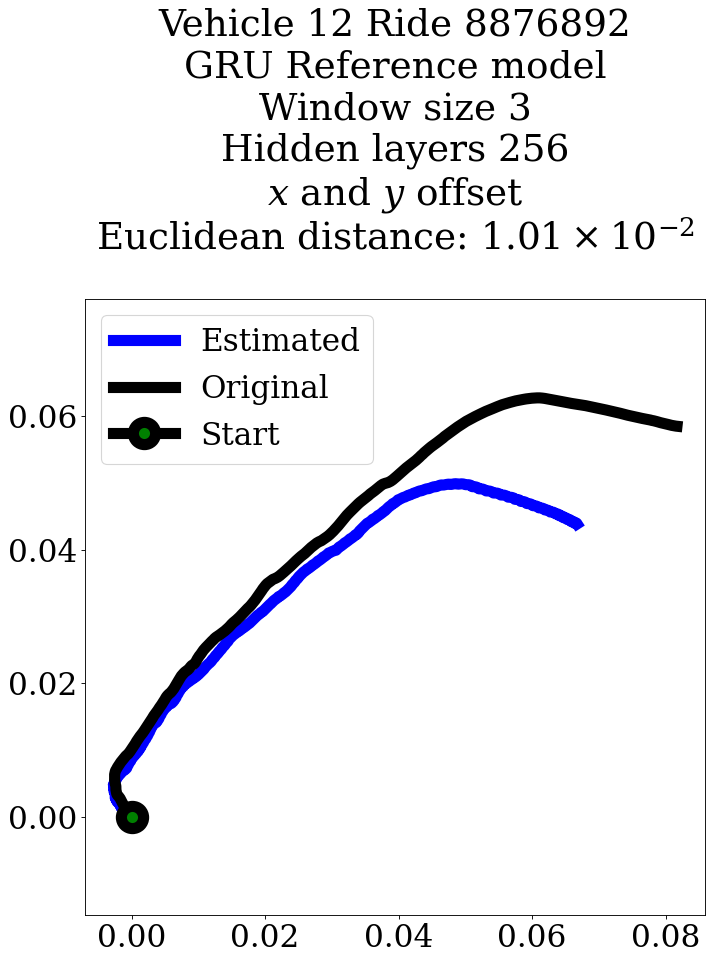 Vehicle 12 Ride 8876892
GRU Reference model
Window size 3
Hidden layers 256
x and y offset
Euclidean distance: 1.01 × 10⁻²
Estimated
Original
Start
0.06
0.04
0.02
0.00
0.00 0.02 0.04 0.06 0.08